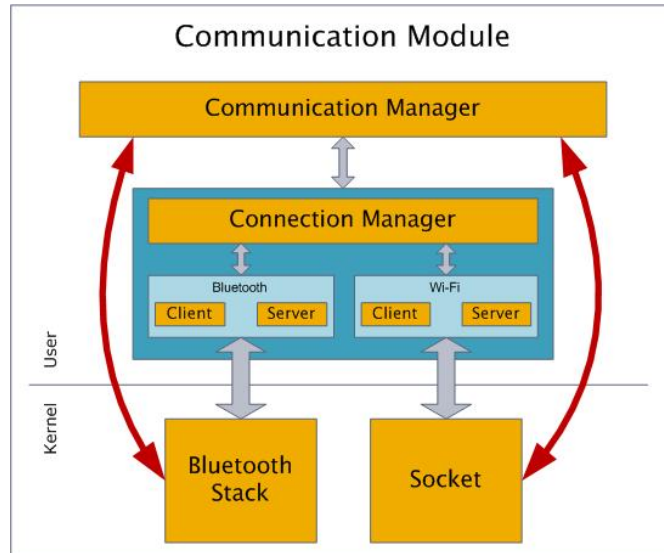 Communication Module
Communication Manager
Connection Manager
Bluetooth
Client
Server
Wi-Fi
Client
Server
User
Kernel
Bluetooth
Stack
Socket